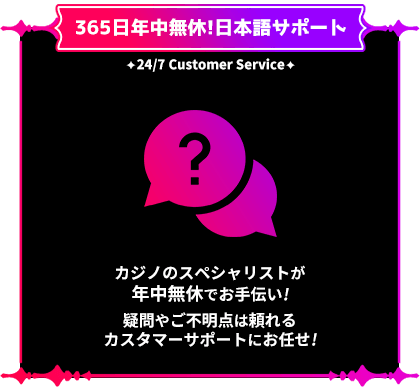 365日年中無休!日本語サポート
✦24/7 Customer Service✦
?
カジノのスペシャリストが
年中無休でお手伝い!
疑問やご不明点は頼れる
カスタマーサポートにお任せ!